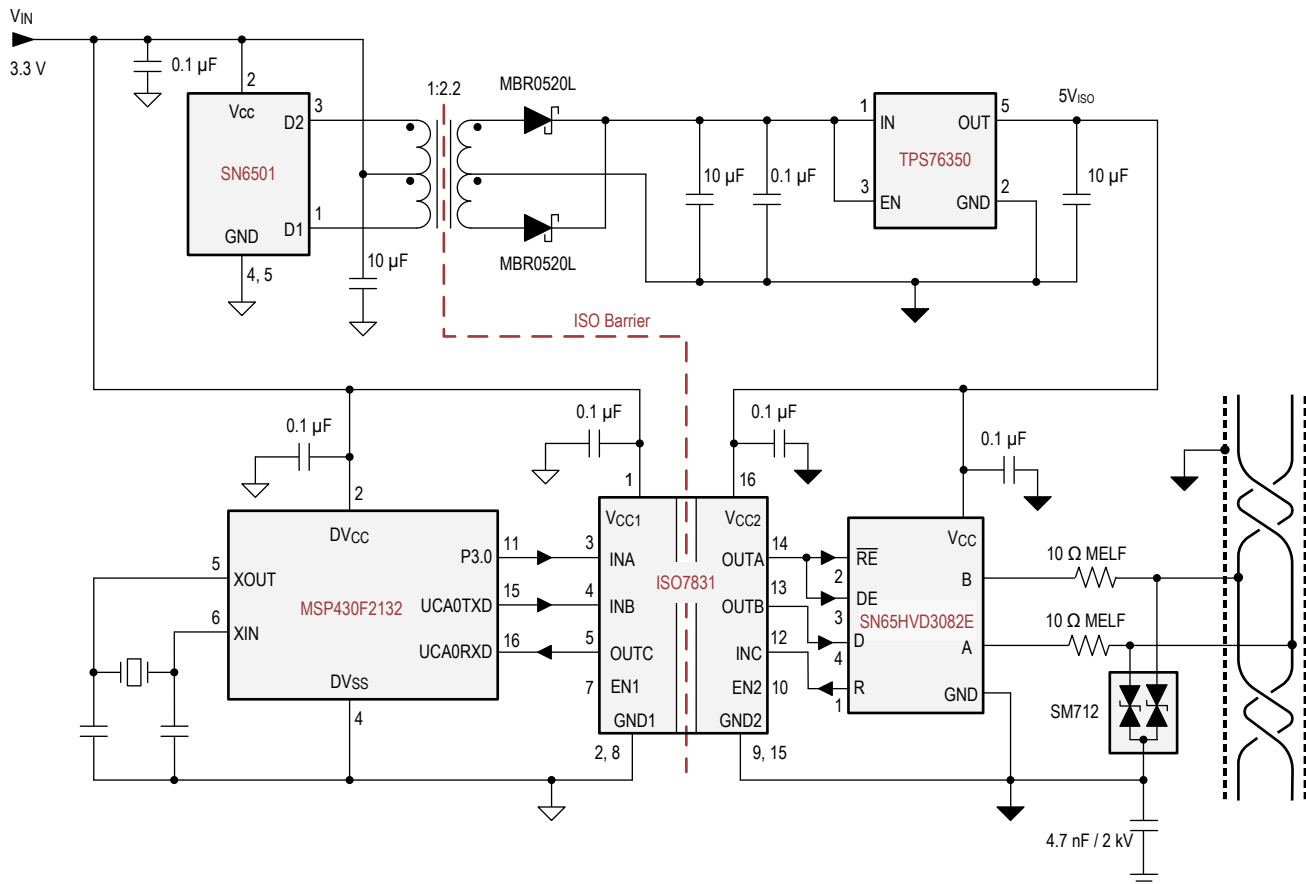 VIN
3.3 V
0.1 µF
2
Vcc
D2
3
SN6501
D1
1
GND
4, 5
10 µF
1:2.2
MBR0520L
MBR0520L
10 µF
0.1 µF
1
IN
OUT
5
TPS76350
3
EN
GND
2
5VISO
10 µF
ISO Barrier
0.1 µF
2
DVCC
5
XOUT
MSP430F2132
6
XIN
P3.0
11
UCA0TXD
15
UCA0RXD
16
DVSS
4
0.1 µF
1
VCC1
3
INA
4
INB
5
OUTC
7
EN1
GND1
2, 8
ISO7831
0.1 µF
16
VCC2
OUTA
14
OUTB
13
INC
12
EN2
10
GND2
9, 15
0.1 µF
VCC
RE
2
DE
3
SN65HVD3082E
D
4
R
1
B
A
GND
10 Ω MELF
10 Ω MELF
SM712
4.7 nF / 2 kV